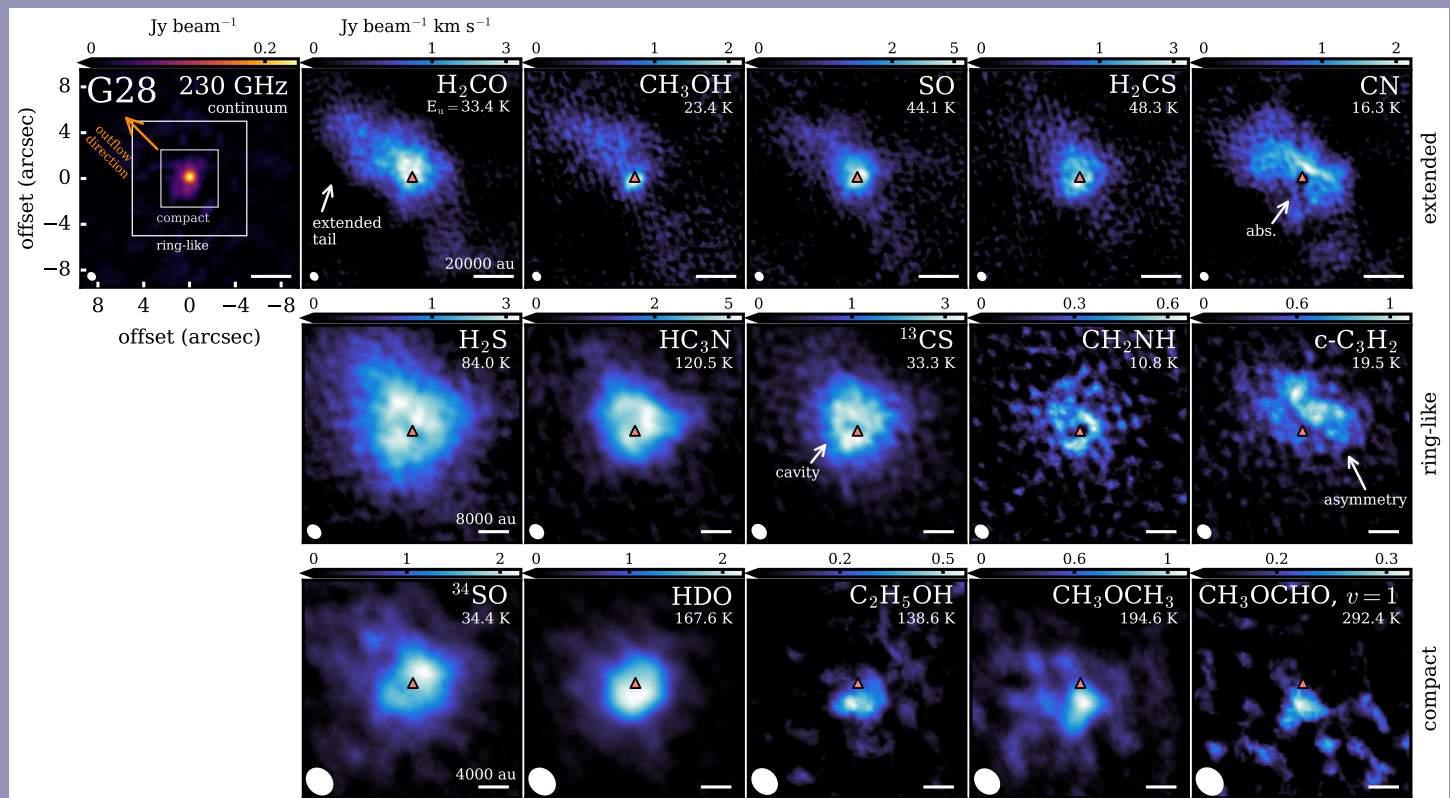 Jy beam⁻¹
Jy beam⁻¹ km s⁻¹
0 0.2
0 1 3
0 1 2
0 2 5
0 1 3
0 1 2
G28
230 GHz
continuum
outflow
direction
compact
ring-like
8
4
0
−4
−8
offset (arcsec)
8 4 0 −4 −8
offset (arcsec)
H₂CO
Eᵤ = 33.4 K
extended
tail
20000 au
CH₃OH
23.4 K
SO
44.1 K
H₂CS
48.3 K
CN
16.3 K
abs.
extended
0 1 3
0 2 5
0 1 3
0 0.3 0.6
0 0.6 1
H₂S
84.0 K
8000 au
HC₃N
120.5 K
¹³CS
33.3 K
cavity
CH₂NH
10.8 K
c-C₃H₂
19.5 K
asymmetry
ring-like
0 1 2
0 1 2
0.2 0.5
0 0.6 1
0.2 0.3
³⁴SO
34.4 K
4000 au
HDO
167.6 K
C₂H₅OH
138.6 K
CH₃OCH₃
194.6 K
CH₃OCHO, v = 1
292.4 K
compact